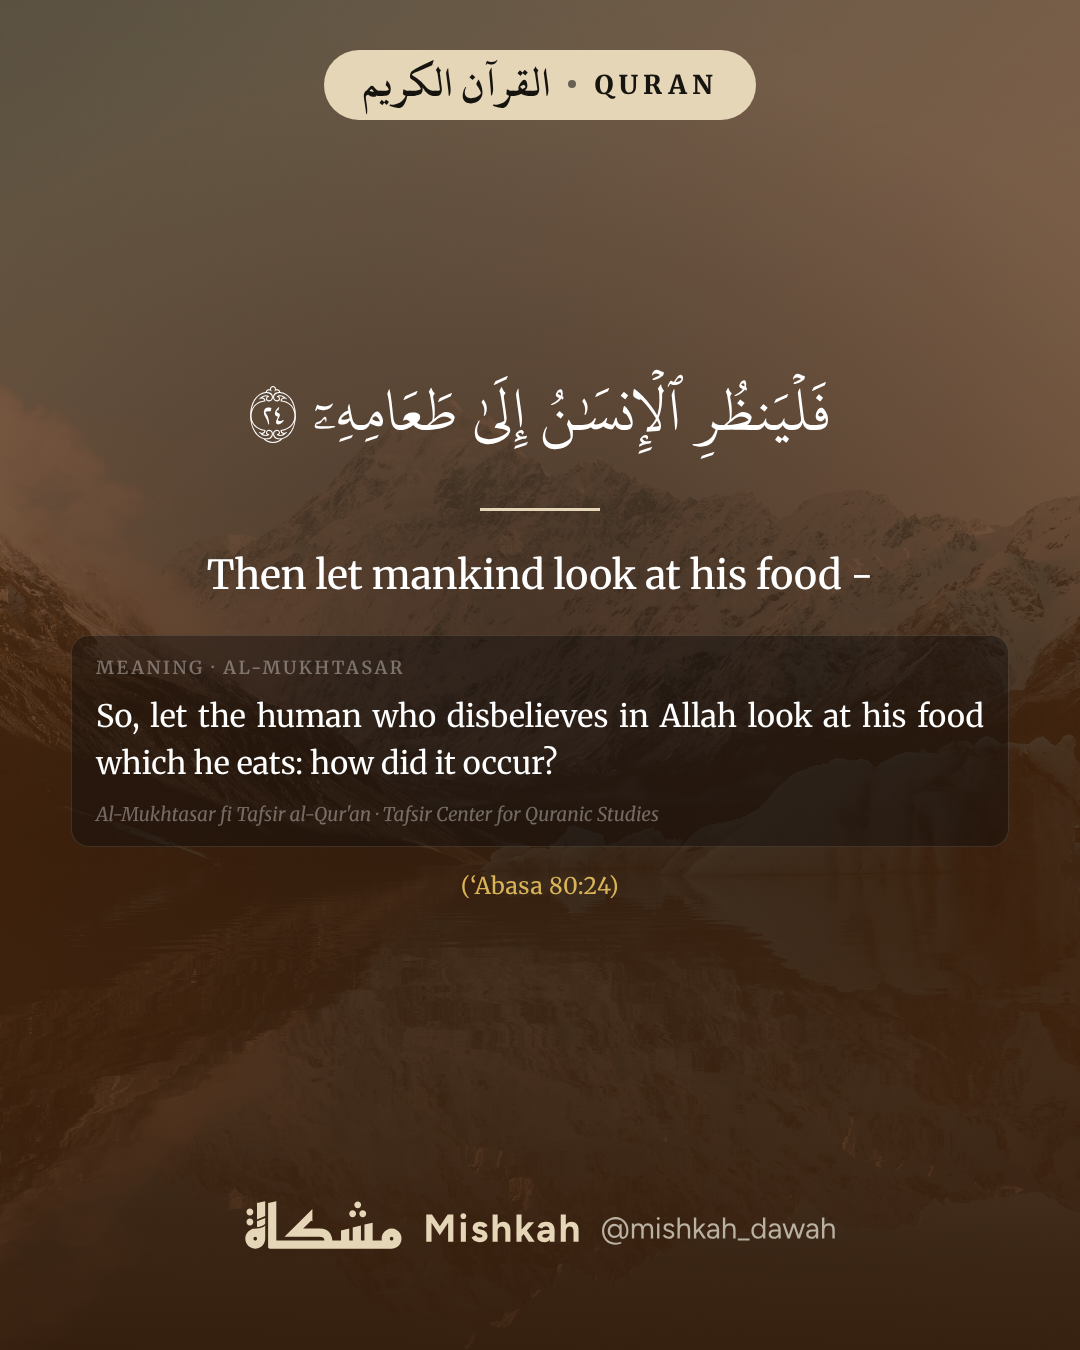 القرآن الكريم • QURAN
فَلْيَنظُرِ ٱلْإِنسَـٰنُ إِلَىٰ طَعَامِهِۦٓ ٢٤
Then let mankind look at his food -
MEANING · AL-MUKHTASAR
So, let the human who disbelieves in Allah look at his food
which he eats: how did it occur?
Al-Mukhtasar fi Tafsir al-Qur'an · Tafsir Center for Quranic Studies
(‘Abasa 80:24)
مشكاة Mishkah @mishkah_dawah